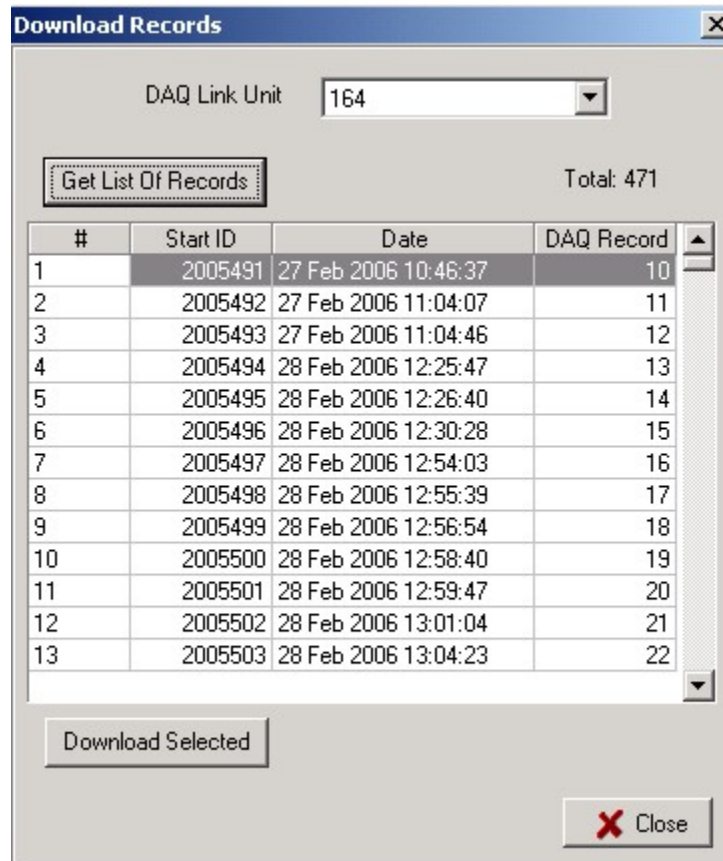 Download Records
DAQ Link Unit 164
Get List Of Records Total: 471
# Start ID Date DAQ Record
1 2005491 27 Feb 2006 10:46:37 10
2 2005492 27 Feb 2006 11:04:07 11
3 2005493 27 Feb 2006 11:04:46 12
4 2005494 28 Feb 2006 12:25:47 13
5 2005495 28 Feb 2006 12:26:40 14
6 2005496 28 Feb 2006 12:30:28 15
7 2005497 28 Feb 2006 12:54:03 16
8 2005498 28 Feb 2006 12:55:39 17
9 2005499 28 Feb 2006 12:56:54 18
10 2005500 28 Feb 2006 12:58:40 19
11 2005501 28 Feb 2006 12:59:47 20
12 2005502 28 Feb 2006 13:01:04 21
13 2005503 28 Feb 2006 13:04:23 22
Download Selected
Close